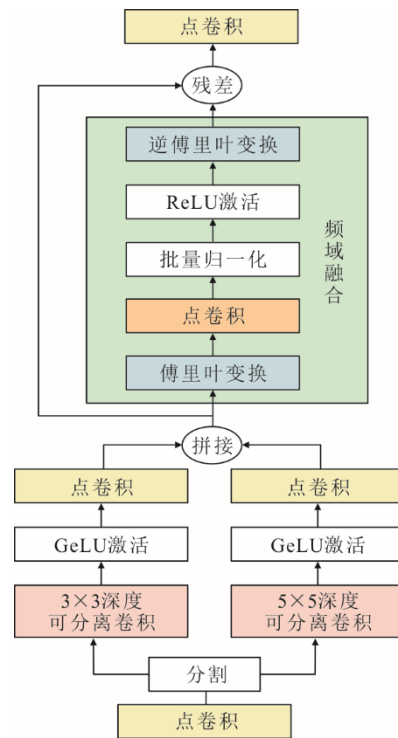 点卷积
残差
逆傅里叶变换
ReLU激活
批量归一化
点卷积
傅里叶变换
频
域
融
合
拼接
点卷积
点卷积
GeLU激活
GeLU激活
3×3深度
可分离卷积
5×5深度
可分离卷积
分割
点卷积